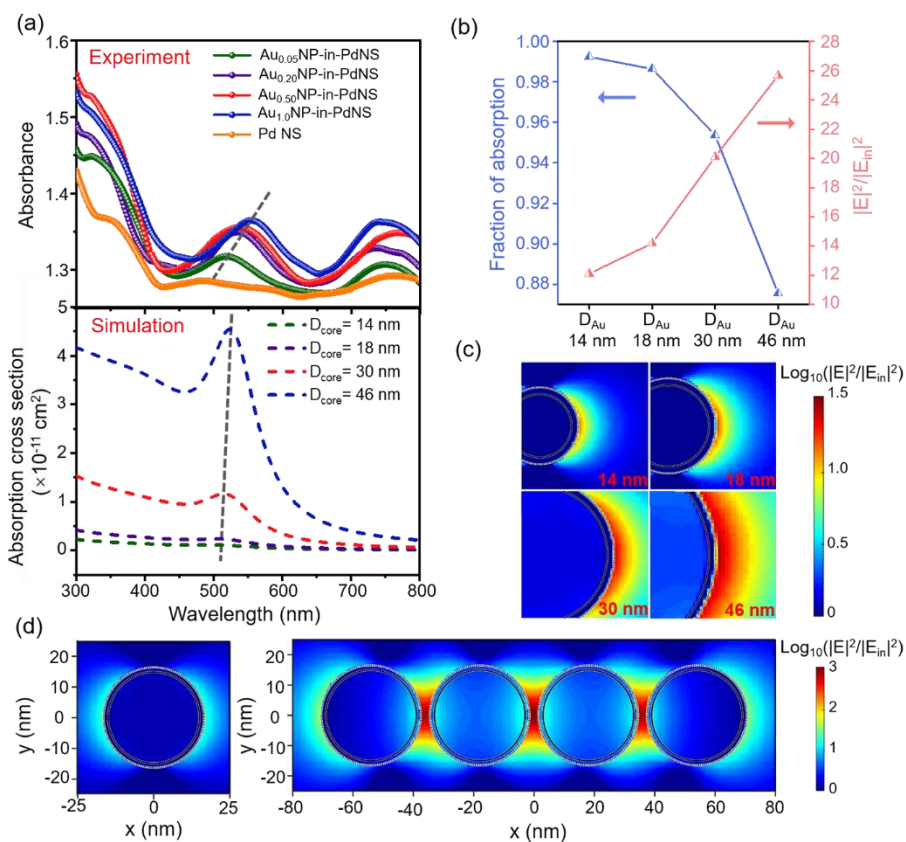 (a)
Experiment
Au0.05NP-in-PdNS
Au0.20NP-in-PdNS
Au0.50NP-in-PdNS
Au1.0NP-in-PdNS
Pd NS
Absorbance
1.6
1.5
1.4
1.3
Simulation
Dcore= 14 nm
Dcore= 18 nm
Dcore= 30 nm
Dcore= 46 nm
Absorption cross section
(×10-11 cm2)
5
4
3
2
1
0
300 400 500 600 700 800
Wavelength (nm)
(b)
Fraction of absorption
1.00
0.98
0.96
0.94
0.92
0.90
0.88
|E|2/|Ein|2
28
26
24
22
20
18
16
14
12
10
DAu DAu DAu DAu
14 nm 18 nm 30 nm 46 nm
(c)
14 nm
18 nm
30 nm
46 nm
Log10(|E|2/|Ein|2)
1.5
1.0
0.5
0
(d)
y (nm)
20
10
0
-10
-20
-25 0 25
x (nm)
y (nm)
20
10
0
-10
-20
-80 -60 -40 -20 0 20 40 60 80
x (nm)
Log10(|E|2/|Ein|2)
3
2
1
0